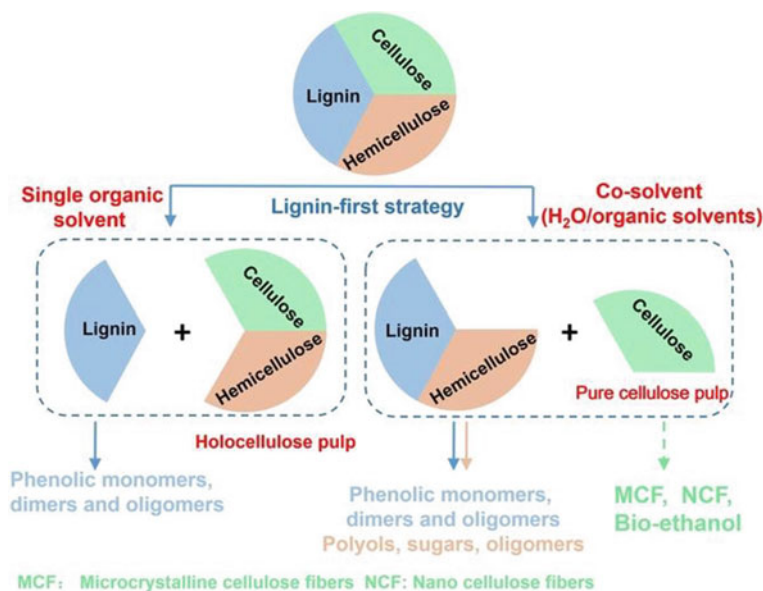 Cellulose
Lignin
Hemicellulose
Single organic
solvent
Lignin-first strategy
Co-solvent
(H₂O/organic solvents)
Lignin
+
Cellulose
Hemicellulose
Holocellulose pulp
Lignin
Hemicellulose
+
Cellulose
Pure cellulose pulp
Phenolic monomers,
dimers and oligomers
Phenolic monomers,
dimers and oligomers
Polyols, sugars, oligomers
MCF, NCF,
Bio-ethanol
MCF: Microcrystalline cellulose fibers NCF: Nano cellulose fibers